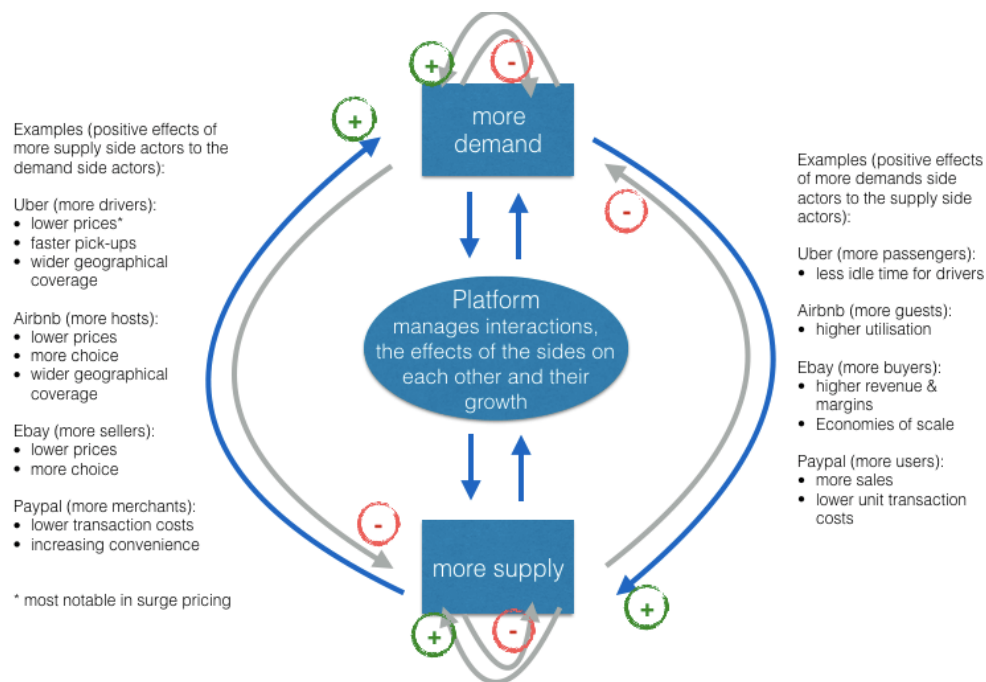 +
-
more
demand
+
Examples (positive effects of
more supply side actors to the
demand side actors):
Uber (more drivers):
• lower prices*
• faster pick-ups
• wider geographical
coverage
Airbnb (more hosts):
• lower prices
• more choice
• wider geographical
coverage
Ebay (more sellers):
• lower prices
• more choice
Paypal (more merchants):
• lower transaction costs
• increasing convenience
* most notable in surge pricing
Platform
manages interactions,
the effects of the sides on
each other and their
growth
-
Examples (positive effects
of more demands side
actors to the supply side
actors):
Uber (more passengers):
• less idle time for drivers
Airbnb (more guests):
• higher utilisation
Ebay (more buyers):
• higher revenue &
margins
• Economies of scale
Paypal (more users):
• more sales
• lower unit transaction
costs
-
more supply
+
+
-